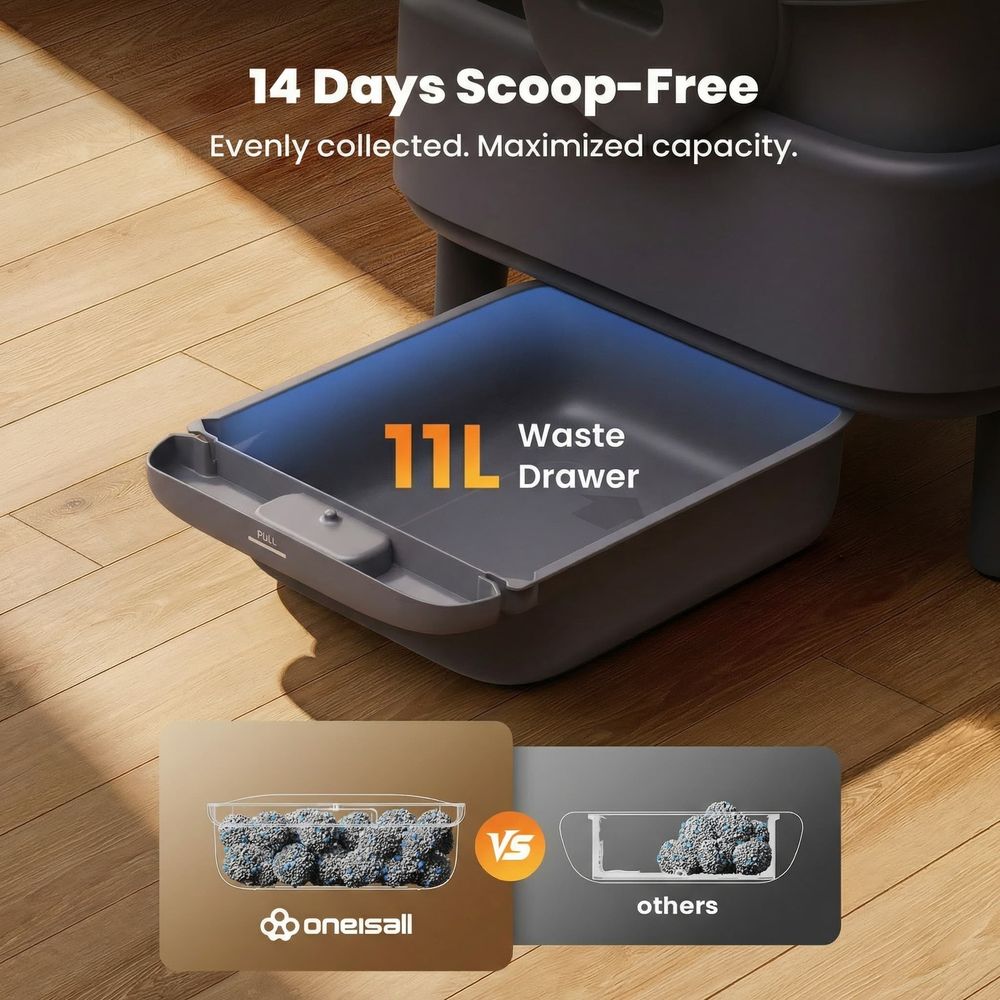 14 Days Scoop-Free
Evenly collected. Maximized capacity.
11L Waste
Drawer
PULL
VS
oneisall
others